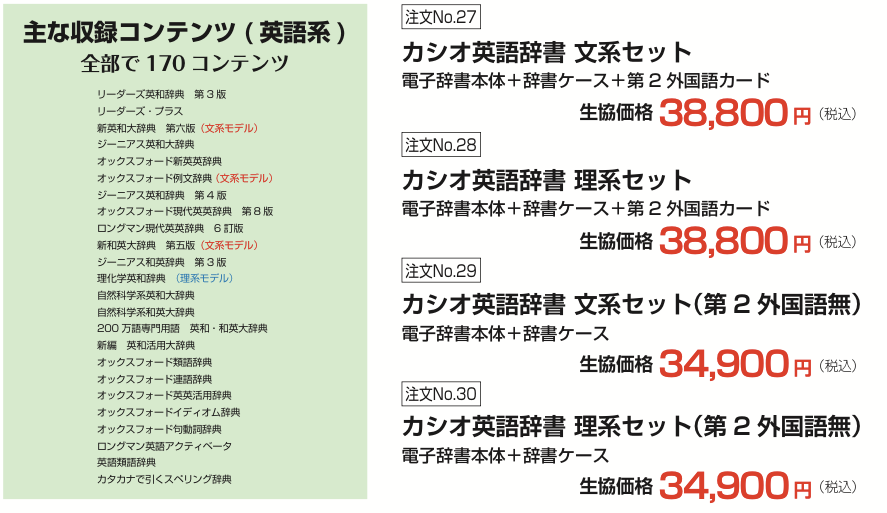 主な収録コンテンツ(英語系)
全部で170コンテンツ
リーダーズ英和辞典　第3版
リーダーズ・プラス
新英和大辞典　第六版（文系モデル）
ジーニアス英和大辞典
オックスフォード新英英辞典
オックスフォード例文辞典（文系モデル）
ジーニアス英和辞典　第4版
オックスフォード現代英英辞典　第8版
ロングマン現代英英辞典　6訂版
新和英大辞典　第五版（文系モデル）
ジーニアス和英辞典　第3版
理化学英和辞典　（理系モデル）
自然科学系英和大辞典
自然科学系和英大辞典
200万語専門用語　英和・和英大辞典
新編　英和活用大辞典
オックスフォード類語辞典
オックスフォード連語辞典
オックスフォード英英活用辞典
オックスフォードイディオム辞典
オックスフォード句動詞辞典
ロングマン英語アクティベータ
英語類語辞典
カタカナで引くスペリング辞典
注文No.27
カシオ英語辞書 文系セット
電子辞書本体＋辞書ケース＋第2外国語カード
生協価格 38,800円（税込）
注文No.28
カシオ英語辞書 理系セット
電子辞書本体＋辞書ケース＋第2外国語カード
生協価格 38,800円（税込）
注文No.29
カシオ英語辞書 文系セット(第2外国語無)
電子辞書本体＋辞書ケース
生協価格 34,900円（税込）
注文No.30
カシオ英語辞書 理系セット(第2外国語無)
電子辞書本体＋辞書ケース
生協価格 34,900円（税込）